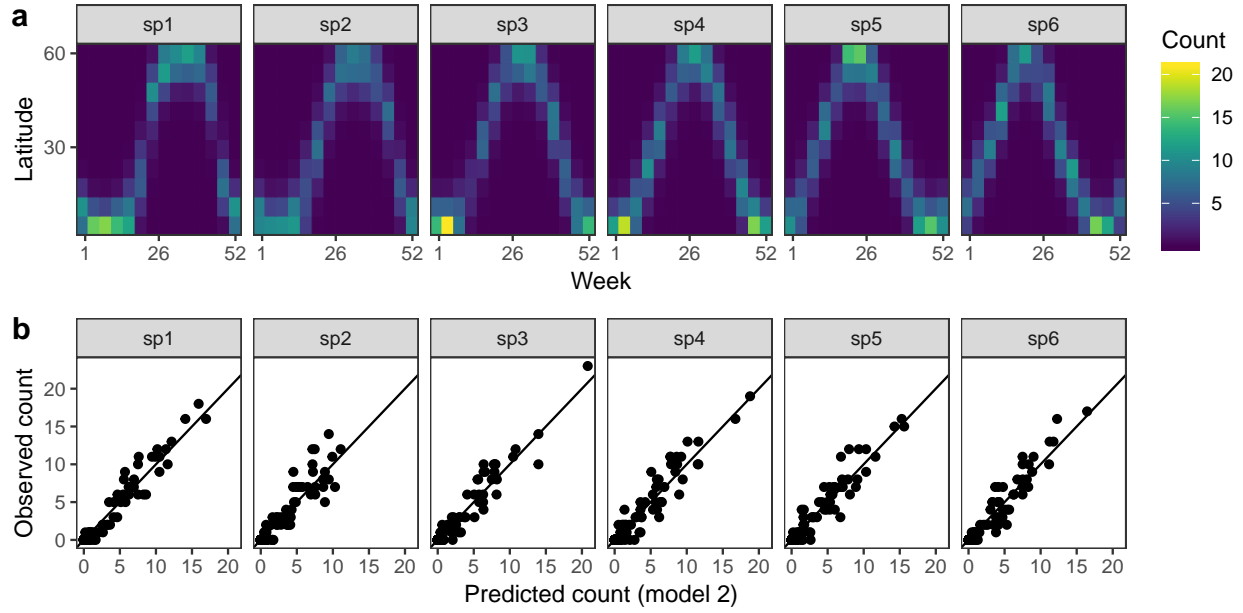 a
sp1 sp2 sp3 sp4 sp5 sp6
60
30
Latitude
1 26 52 1 26 52 1 26 52 1 26 52 1 26 52 1 26 52
Week
Count
20
15
10
5
b
sp1 sp2 sp3 sp4 sp5 sp6
20
15
10
5
0
Observed count
0 5 10 15 20 0 5 10 15 20 0 5 10 15 20 0 5 10 15 20 0 5 10 15 20 0 5 10 15 20
Predicted count (model 2)